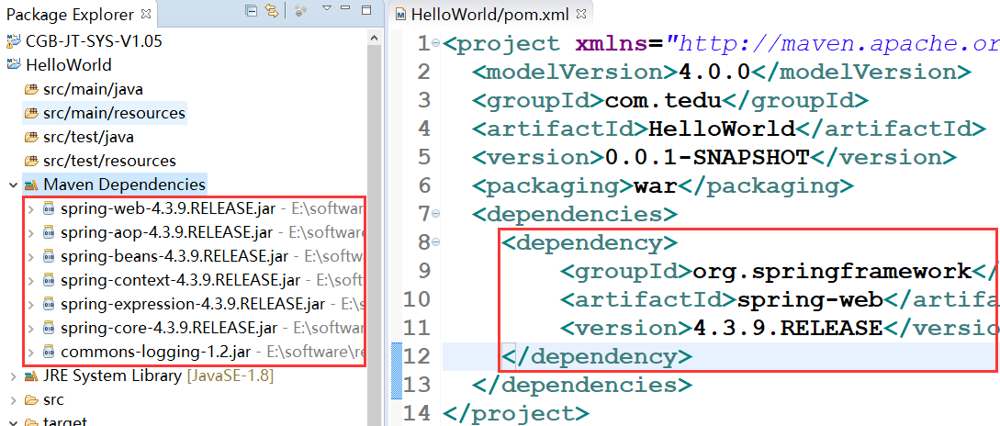 Package Explorer
CGB-JT-SYS-V1.05
HelloWorld
src/main/java
src/main/resources
src/test/java
src/test/resources
Maven Dependencies
spring-web-4.3.9.RELEASE.jar - E:\software
spring-aop-4.3.9.RELEASE.jar - E:\software
spring-beans-4.3.9.RELEASE.jar - E:\softwa
spring-context-4.3.9.RELEASE.jar - E:\softw
spring-expression-4.3.9.RELEASE.jar - E:\so
spring-core-4.3.9.RELEASE.jar - E:\software
commons-logging-1.2.jar - E:\software\re
JRE System Library [JavaSE-1.8]
src
target
HelloWorld/pom.xml
1 <project xmlns="http://maven.apache.or
2 <modelVersion>4.0.0</modelVersion>
3 <groupId>com.tedu</groupId>
4 <artifactId>HelloWorld</artifactId>
5 <version>0.0.1-SNAPSHOT</version>
6 <packaging>war</packaging>
7 <dependencies>
8 <dependency>
9 <groupId>org.springframework</
10 <artifactId>spring-web</artifa
11 <version>4.3.9.RELEASE</versio
12 </dependency>
13 </dependencies>
14 </project>